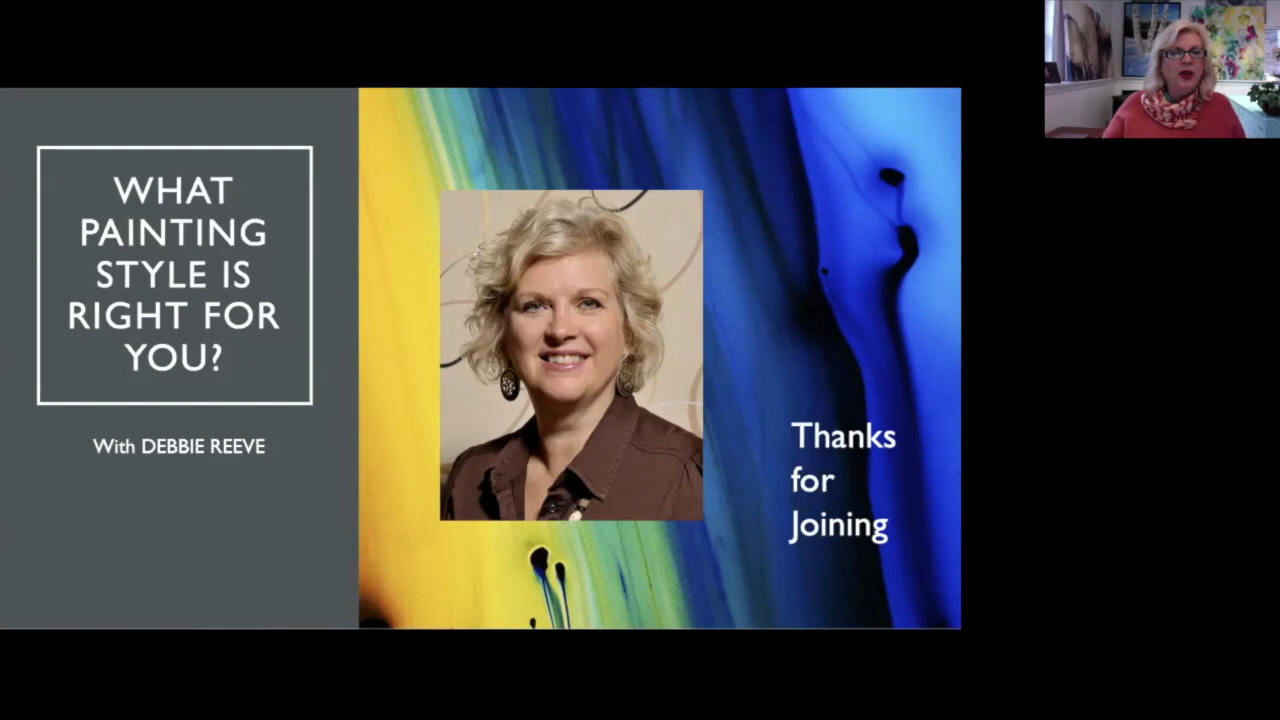 WHAT
PAINTING
STYLE IS
RIGHT FOR
YOU?
With DEBBIE REEVE
Thanks
for
Joining